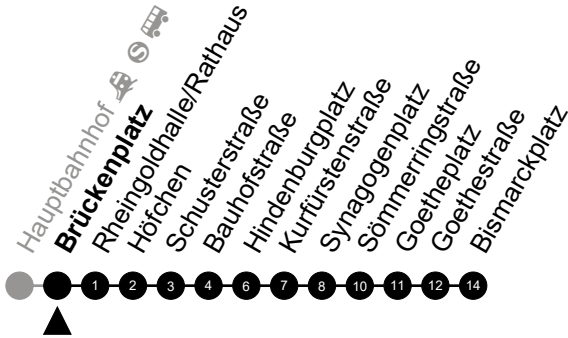 Hauptbahnhof S
Brückenplatz
Rheingoldhalle/Rathaus
Höfchen
Schusterstraße
Bauhofstraße
Hindenburgplatz
Kurfürstenstraße
Synagogenplatz
Sömmerringstraße
Goetheplatz
Goethestraße
Bismarckplatz
1 2 3 4 6 7 8 10 11 12 14